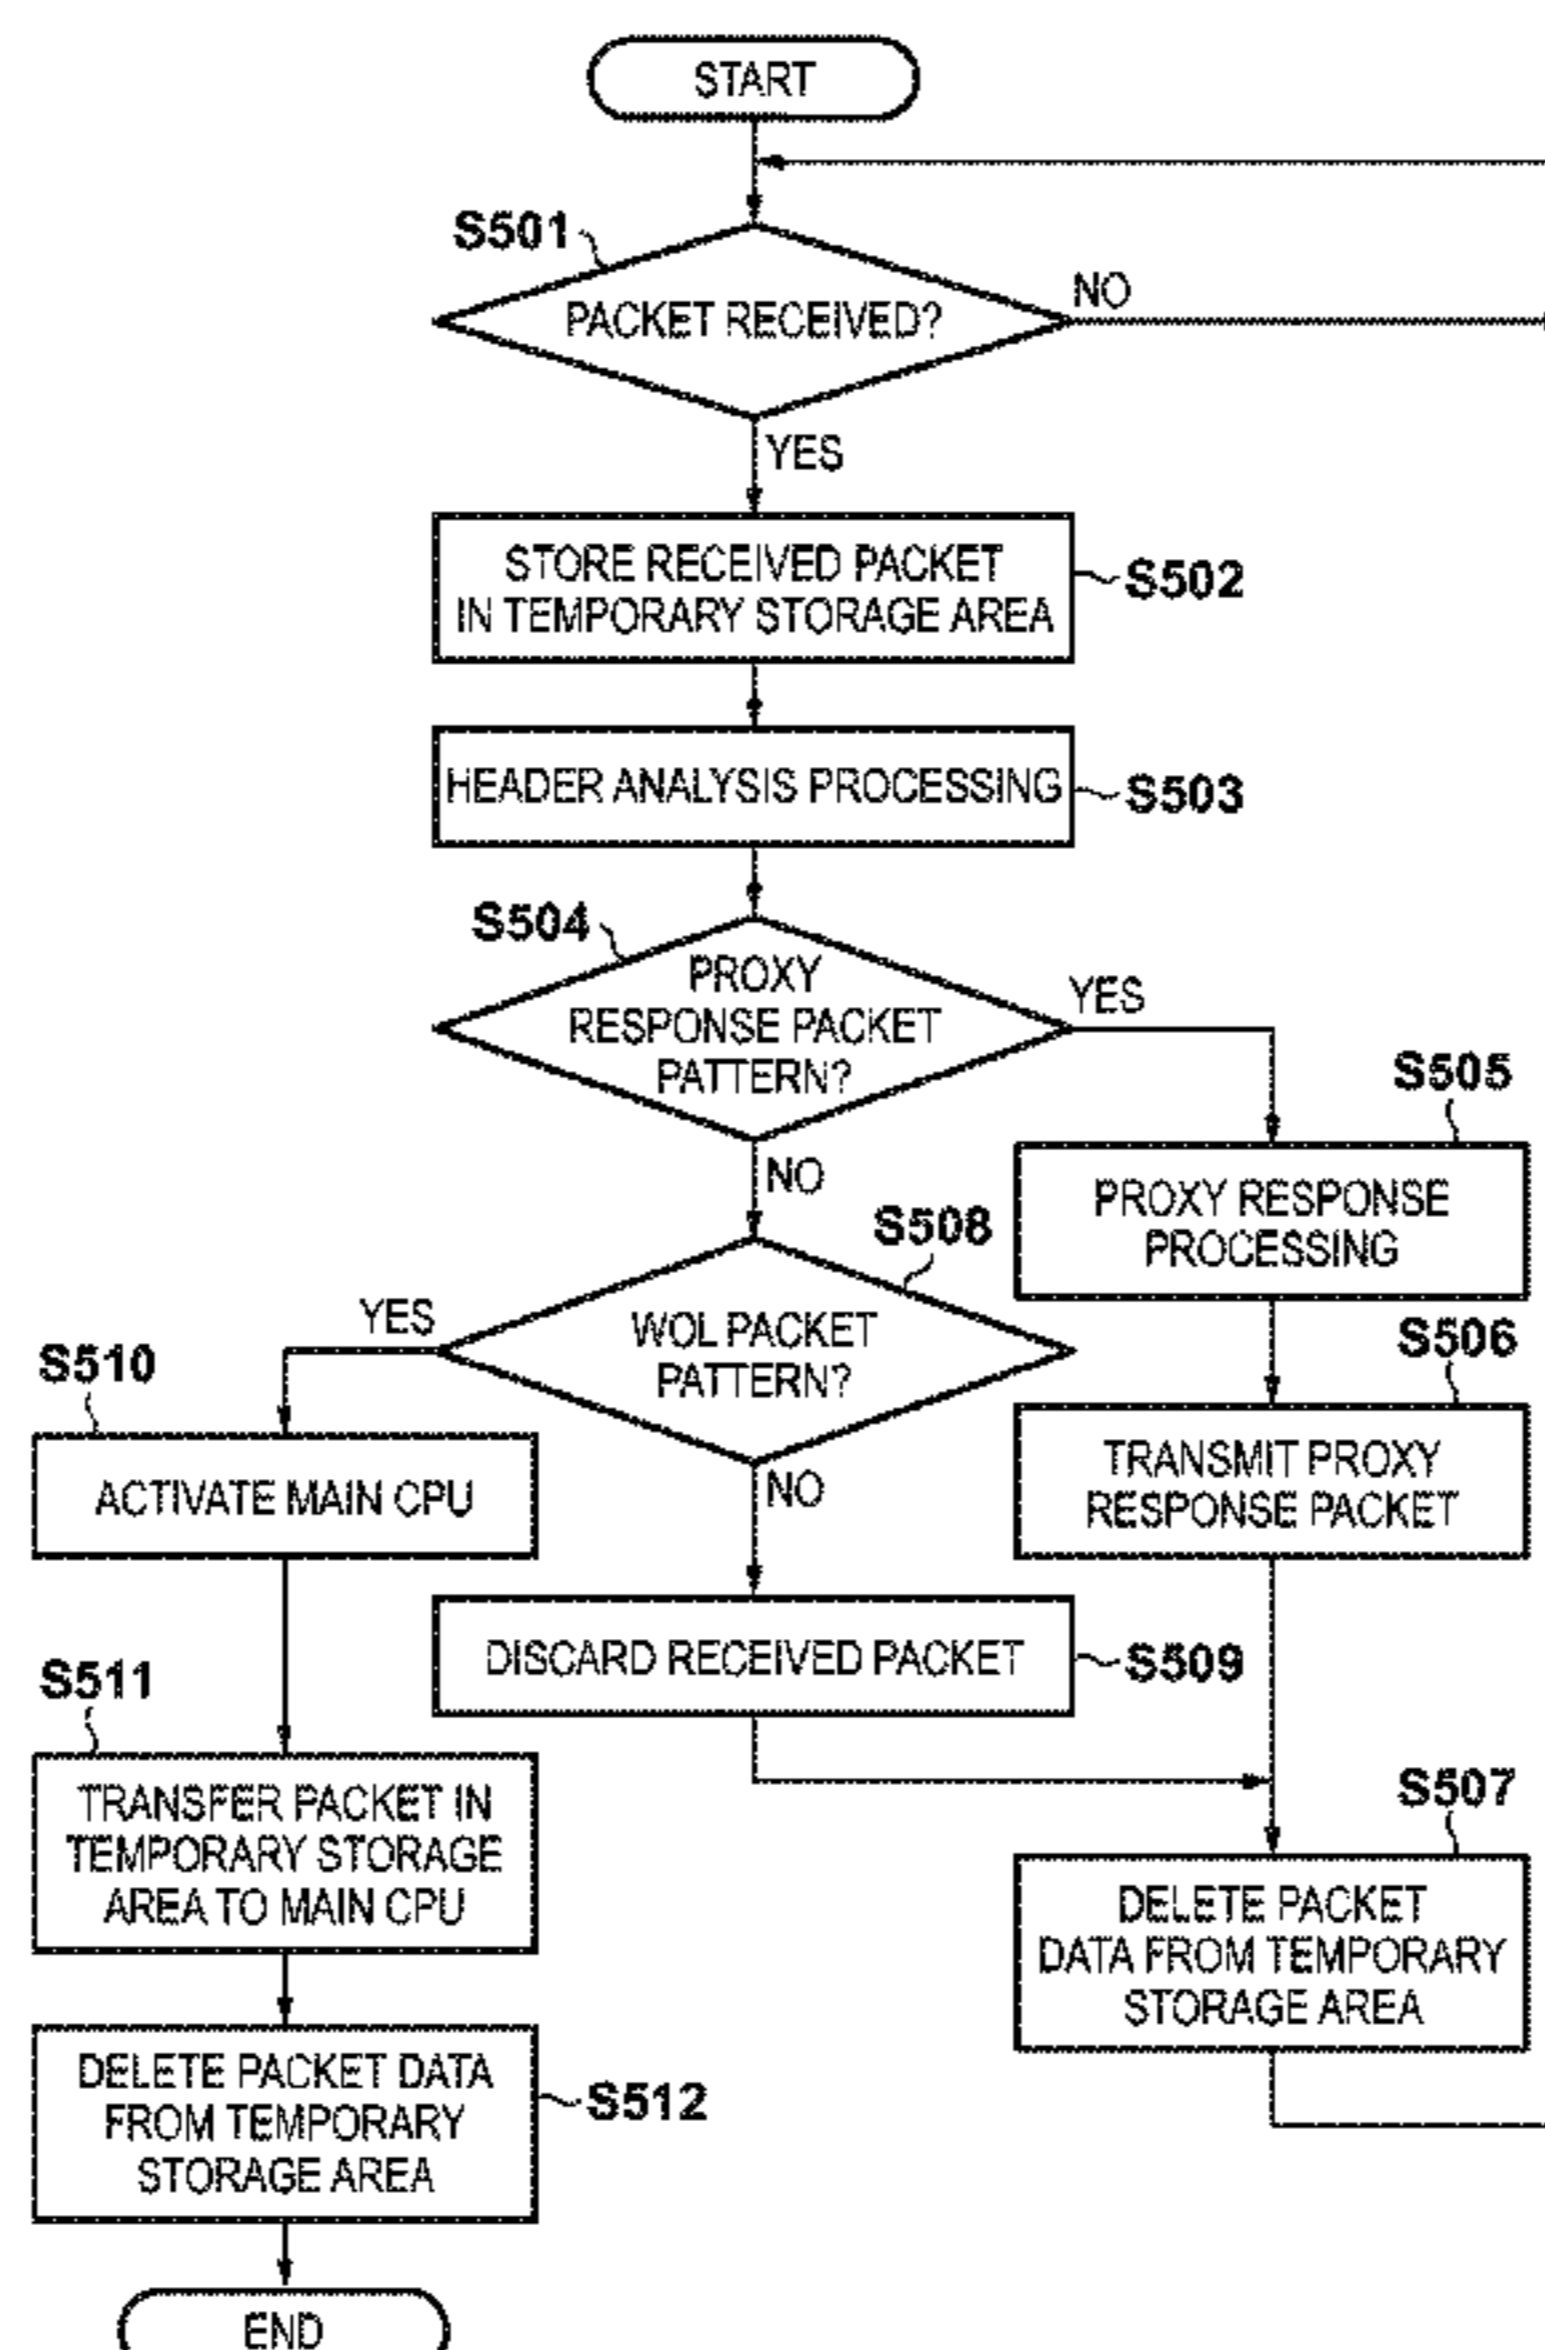 START
S501
PACKET RECEIVED?
NO
YES
STORE RECEIVED PACKET
IN TEMPORARY STORAGE AREA
S502
HEADER ANALYSIS PROCESSING
S503
S504
PROXY
RESPONSE PACKET
PATTERN?
YES
NO
S505
PROXY RESPONSE
PROCESSING
S508
WOL PACKET
PATTERN?
YES
NO
S506
TRANSMIT PROXY
RESPONSE PACKET
S510
ACTIVATE MAIN CPU
DISCARD RECEIVED PACKET
S509
S511
TRANSFER PACKET IN
TEMPORARY STORAGE
AREA TO MAIN CPU
S507
DELETE PACKET
DATA FROM TEMPORARY
STORAGE AREA
DELETE PACKET DATA
FROM TEMPORARY
STORAGE AREA
S512
END